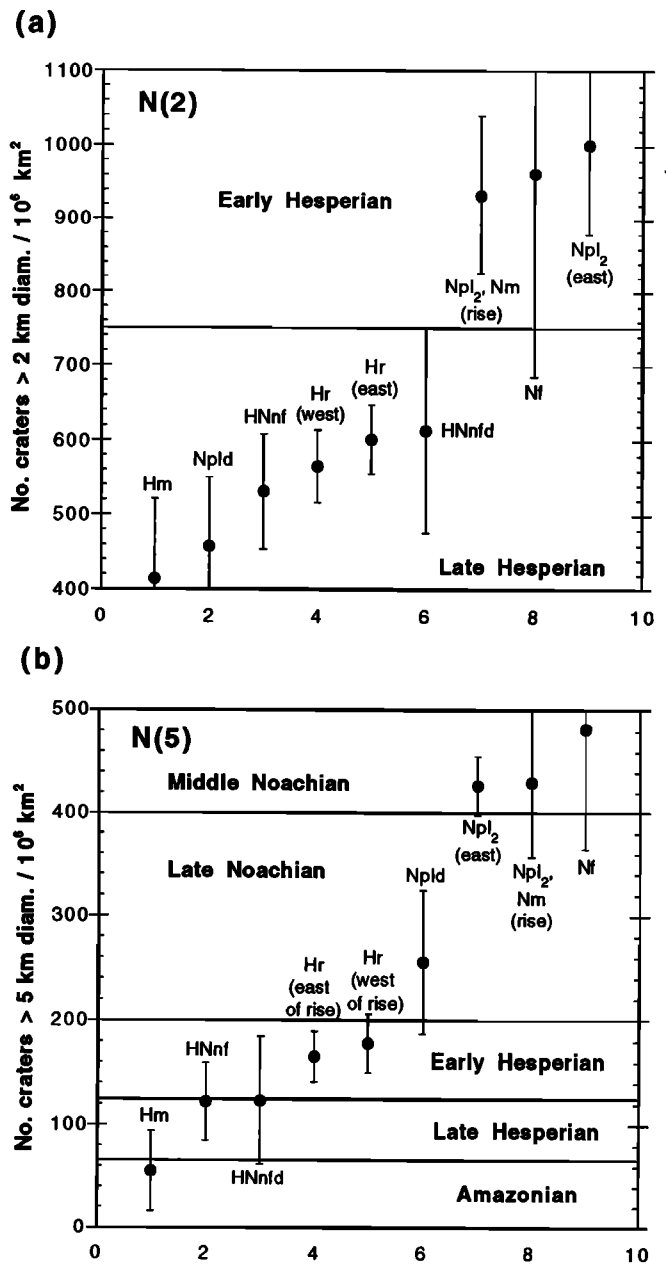 (a)
No. craters > 2 km diam. / 10⁶ km²
1100
1000
900
800
700
600
500
400
N(2)
Early Hesperian
Npl₂, Nm
(rise)
Npl₂
(east)
Nf
Hr
(east)
Hr
(west)
HNnf
HNnfd
Npld
Hm
Late Hesperian
0 2 4 6 8 10
(b)
No. craters > 5 km diam. / 10⁶ km²
500
400
300
200
100
0
N(5)
Middle Noachian
Npl₂
(east)
Npl₂,
Nm
(rise)
Nf
Late Noachian
Npld
Hr
(east
of rise)
Hr
(west
of rise)
Early Hesperian
HNnf
Hm
HNnfd
Late Hesperian
Amazonian
0 2 4 6 8 10